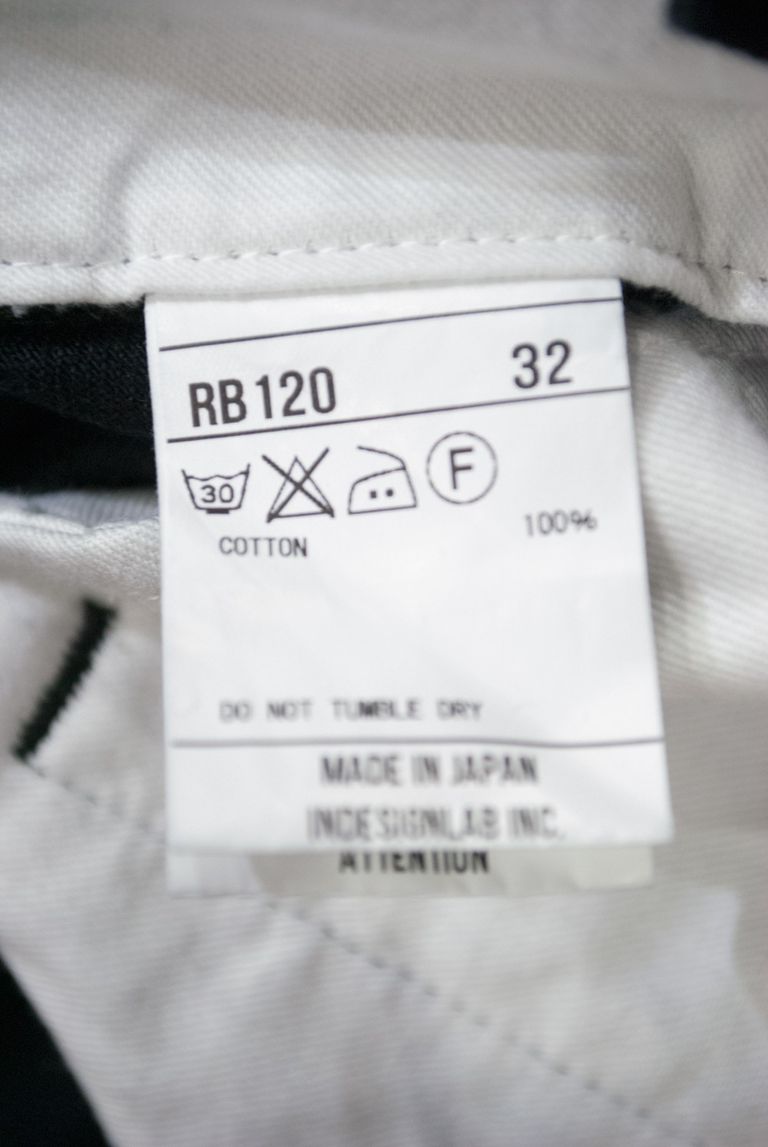 RB120 32
30 F
COTTON 100%
DO NOT TUMBLE DRY
MADE IN JAPAN
INDESIGNLAB INC.
ATTENTION